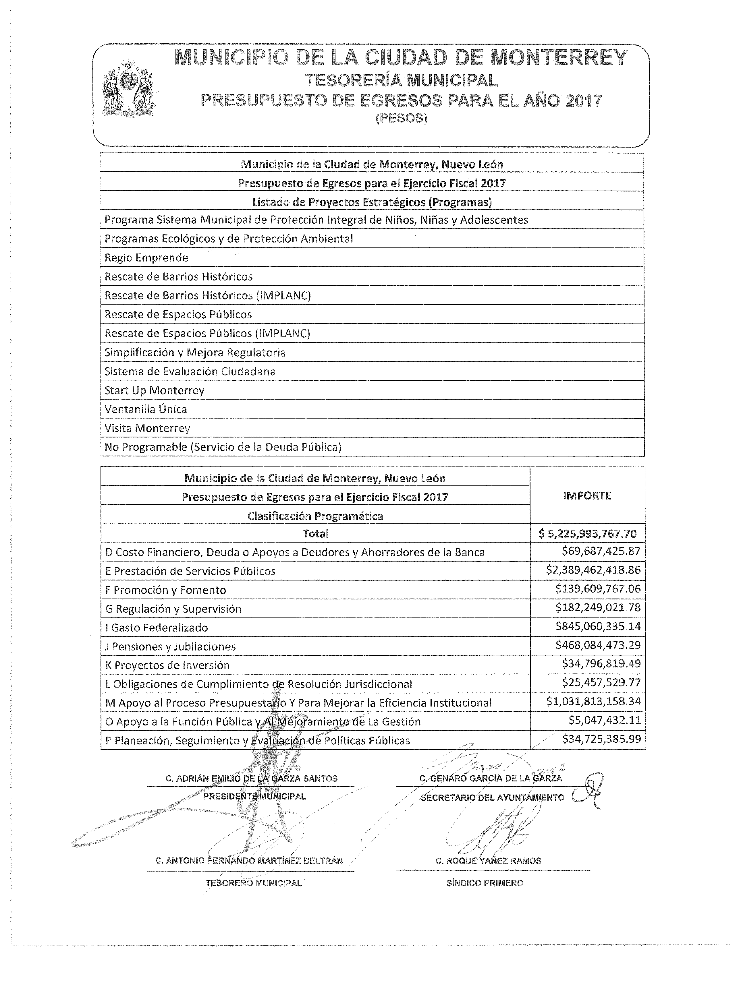 MUNICIPIO DE LA CIUDAD DE MONTERREY
TESORERÍA MUNICIPAL
PRESUPUESTO DE EGRESOS PARA EL AÑO 2017
(PESOS)
Municipio de la Ciudad de Monterrey, Nuevo León
Presupuesto de Egresos para el Ejercicio Fiscal 2017
Listado de Proyectos Estratégicos (Programas)
Programa Sistema Municipal de Protección Integral de Niños, Niñas y Adolescentes
Programas Ecológicos y de Protección Ambiental
Regio Emprende
Rescate de Barrios Históricos
Rescate de Barrios Históricos (IMPLANC)
Rescate de Espacios Públicos
Rescate de Espacios Públicos (IMPLANC)
Simplificación y Mejora Regulatoria
Sistema de Evaluación Ciudadana
Start Up Monterrey
Ventanilla Única
Visita Monterrey
No Programable (Servicio de la Deuda Pública)
Municipio de la Ciudad de Monterrey, Nuevo León
Presupuesto de Egresos para el Ejercicio Fiscal 2017
IMPORTE
Clasificación Programática
Total $ 5,225,993,767.70
D Costo Financiero, Deuda o Apoyos a Deudores y Ahorradores de la Banca $69,687,425.87
E Prestación de Servicios Públicos $2,389,462,418.86
F Promoción y Fomento $139,609,767.06
G Regulación y Supervisión $182,249,021.78
I Gasto Federalizado $845,060,335.14
J Pensiones y Jubilaciones $468,084,473.29
K Proyectos de Inversión $34,796,819.49
L Obligaciones de Cumplimiento de Resolución Jurisdiccional $25,457,529.77
M Apoyo al Proceso Presupuestario Y Para Mejorar la Eficiencia Institucional $1,031,813,158.34
O Apoyo a la Función Pública y Al Mejoramiento de La Gestión $5,047,432.11
P Planeación, Seguimiento y Evaluación de Políticas Públicas $34,725,385.99
C. ADRIÁN EMILIO DE LA GARZA SANTOS C. GENARO GARCÍA DE LA GARZA
PRESIDENTE MUNICIPAL SECRETARIO DEL AYUNTAMIENTO
C. ANTONIO FERNANDO MARTÍNEZ BELTRÁN C. ROQUE YAÑEZ RAMOS
TESORERO MUNICIPAL SÍNDICO PRIMERO